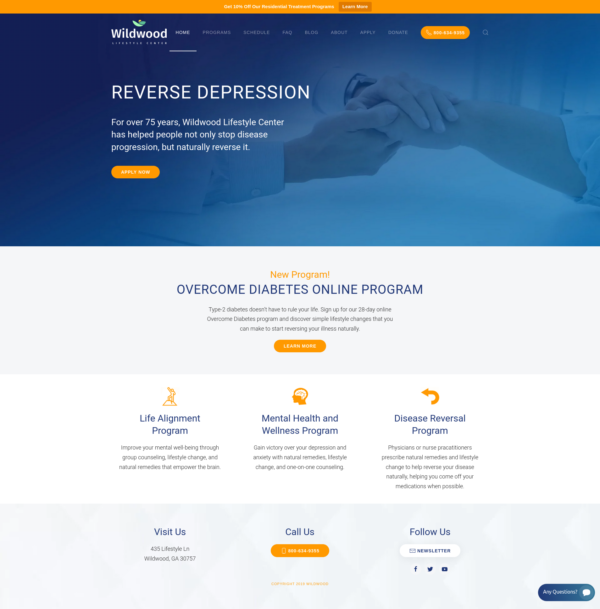 Get 10% Off Our Residential Treatment Programs Learn More
Wildwood
LIFESTYLE CENTER
HOME PROGRAMS SCHEDULE FAQ BLOG ABOUT APPLY DONATE 800-634-9355
REVERSE DEPRESSION
For over 75 years, Wildwood Lifestyle Center
has helped people not only stop disease
progression, but naturally reverse it.
APPLY NOW
New Program!
OVERCOME DIABETES ONLINE PROGRAM
Type-2 diabetes doesn't have to rule your life. Sign up for our 28-day online
Overcome Diabetes program and discover simple lifestyle changes that you
can make to start reversing your illness naturally.
LEARN MORE
Life Alignment
Program
Improve your mental well-being through
group counseling, lifestyle change, and
natural remedies that empower the brain.
Mental Health and
Wellness Program
Gain victory over your depression and
anxiety with natural remedies, lifestyle
change, and one-on-one counseling.
Disease Reversal
Program
Physicians or nurse pracatitioners
prescribe natural remedies and lifestyle
change to help reverse your disease
naturally, helping you come off your
medications when possible.
Visit Us
435 Lifestyle Ln
Wildwood, GA 30757
Call Us
800-634-9355
Follow Us
NEWSLETTER
COPYRIGHT 2019 WILDWOOD
Any Questions?